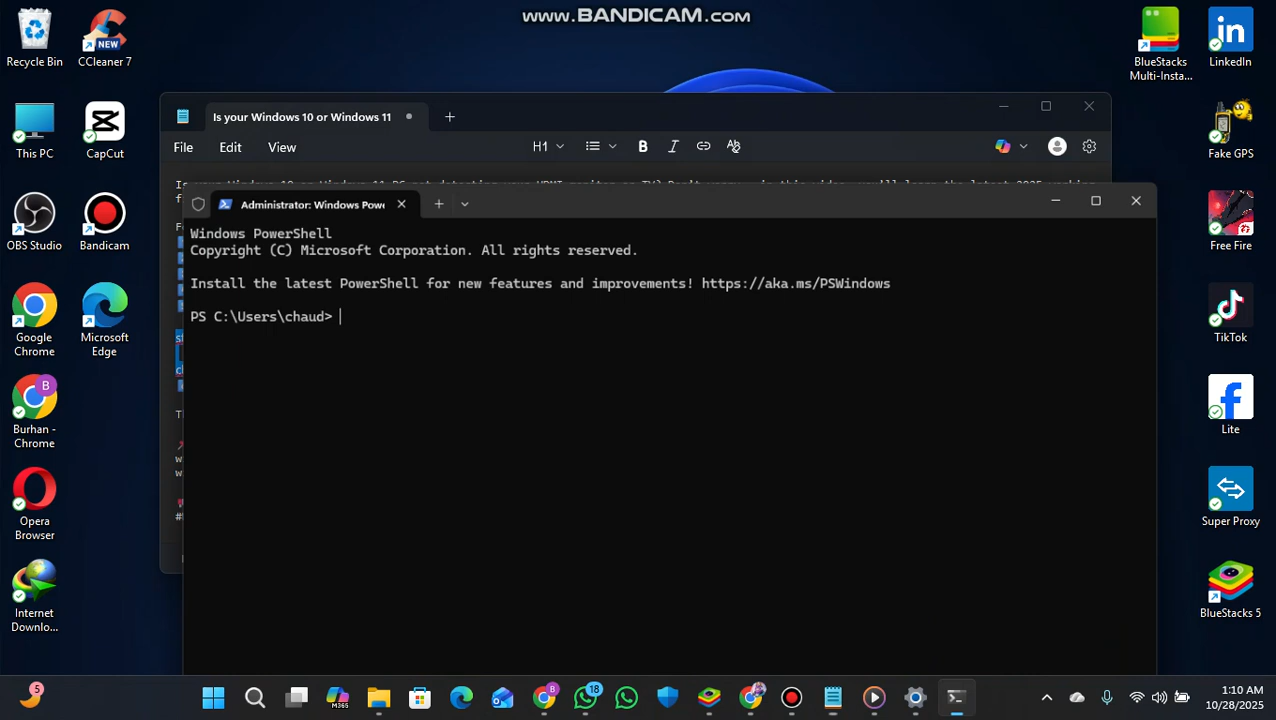 www.BANDICAM.com
Recycle Bin
NEW
CCleaner 7
BlueStacks
Multi-Insta...
in
LinkedIn
This PC
CapCut
Fake GPS
OBS Studio
Bandicam
Free Fire
Google
Chrome
Microsoft
Edge
TikTok
B
Burhan -
Chrome
Lite
Opera
Browser
Super Proxy
Internet
Downlo...
BlueStacks 5
Is your Windows 10 or Windows 11
File Edit View
H1
B I
Administrator: Windows Powe
Windows PowerShell
Copyright (C) Microsoft Corporation. All rights reserved.
Install the latest PowerShell for new features and improvements! https://aka.ms/PSWindows
PS C:\Users\chaud>
5
M365
B
18
1:10 AM
10/28/2025